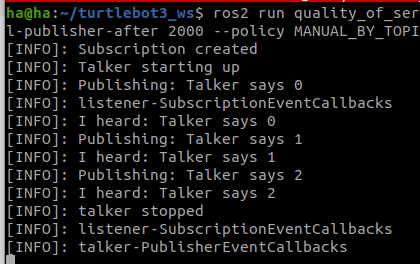 ha@ha:~/turtlebot3_ws$ ros2 run quality_of_ser
l-publisher-after 2000 --policy MANUAL_BY_TOPI
[INFO]: Subscription created
[INFO]: Talker starting up
[INFO]: Publishing: Talker says 0
[INFO]: listener-SubscriptionEventCallbacks
[INFO]: I heard: Talker says 0
[INFO]: Publishing: Talker says 1
[INFO]: I heard: Talker says 1
[INFO]: Publishing: Talker says 2
[INFO]: I heard: Talker says 2
[INFO]: talker stopped
[INFO]: listener-SubscriptionEventCallbacks
[INFO]: talker-PublisherEventCallbacks